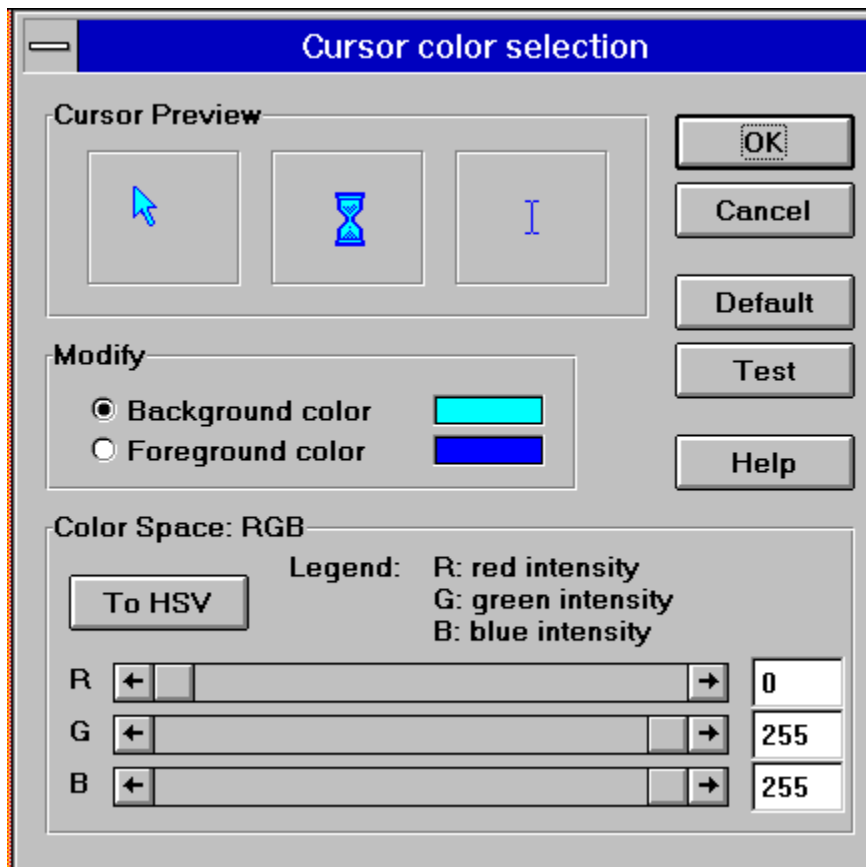 Cursor color selection
Cursor Preview
OK
Cancel
Default
Modify
Test
Background color
Foreground color
Help
Color Space: RGB
Legend: R: red intensity
To HSV
G: green intensity
B: blue intensity
R 0
G 255
B 255